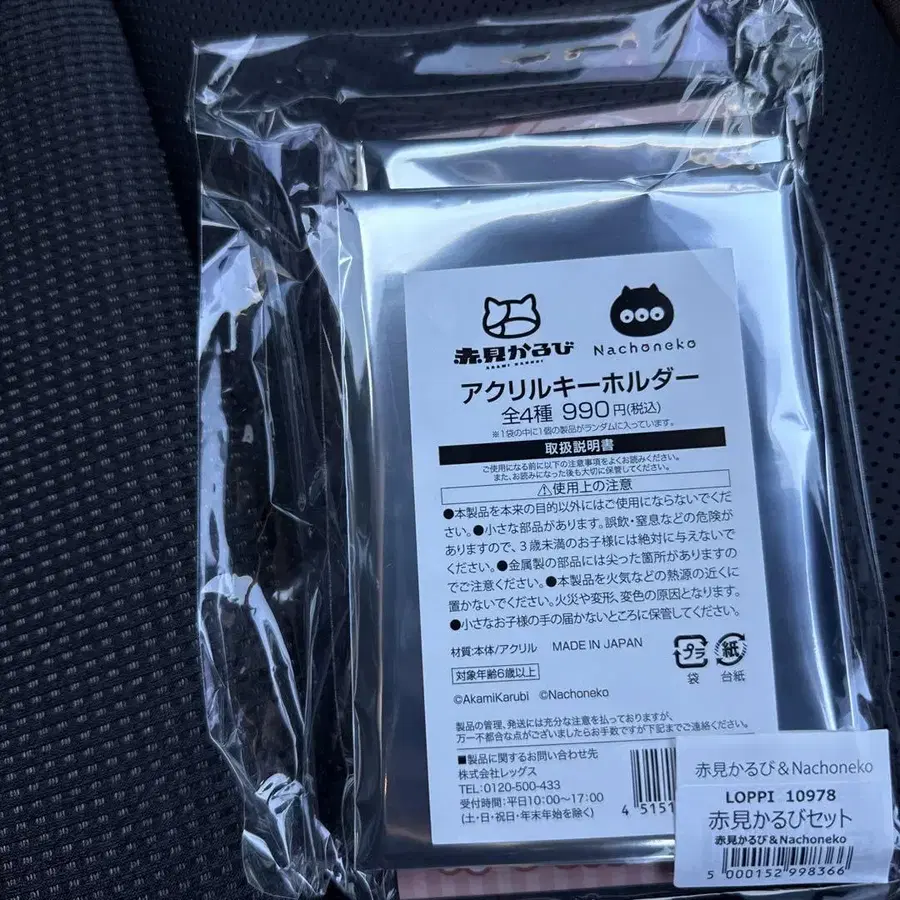 赤見かるび
AKAMI KARUBI
Nachoneko
アクリルキーホルダー
全4種 990円(税込)
※1袋の中に1個の製品がランダムに入っています。
取扱説明書
ご使用になる前に以下の注意事項をよくお読みください。
また、お読みになった後も大切に保管してください。
⚠使用上の注意
●本製品を本来の目的以外にはご使用にならないでくだ
さい。●小さな部品があります。誤飲・窒息などの危険が
ありますので、3歳未満のお子様には絶対に与えないで
ください。●金属製の部品には尖った箇所がありますの
でご注意ください。●本製品を火気などの熱源の近くに
置かないでください。火災や変形、変色の原因となります。
●小さなお子様の手の届かないところに保管してください。
材質:本体/アクリル MADE IN JAPAN
プラ
袋
紙
台紙
対象年齢6歳以上
©AkamiKarubi ©Nachoneko
製品の管理、発送には充分な注意を払っておりますが、
万一不都合な点がございましたらお手数ですが下記までご連絡ください。
■製品に関するお問い合わせ先
株式会社レッグス
TEL:0120-500-433
受付時間:平日10:00〜17:00
(土・日・祝日・年末年始を除く)
4 5151
赤見かるび&Nachoneko
LOPPI 10978
赤見かるびセット
赤見かるび&Nachoneko
5 000152 998366